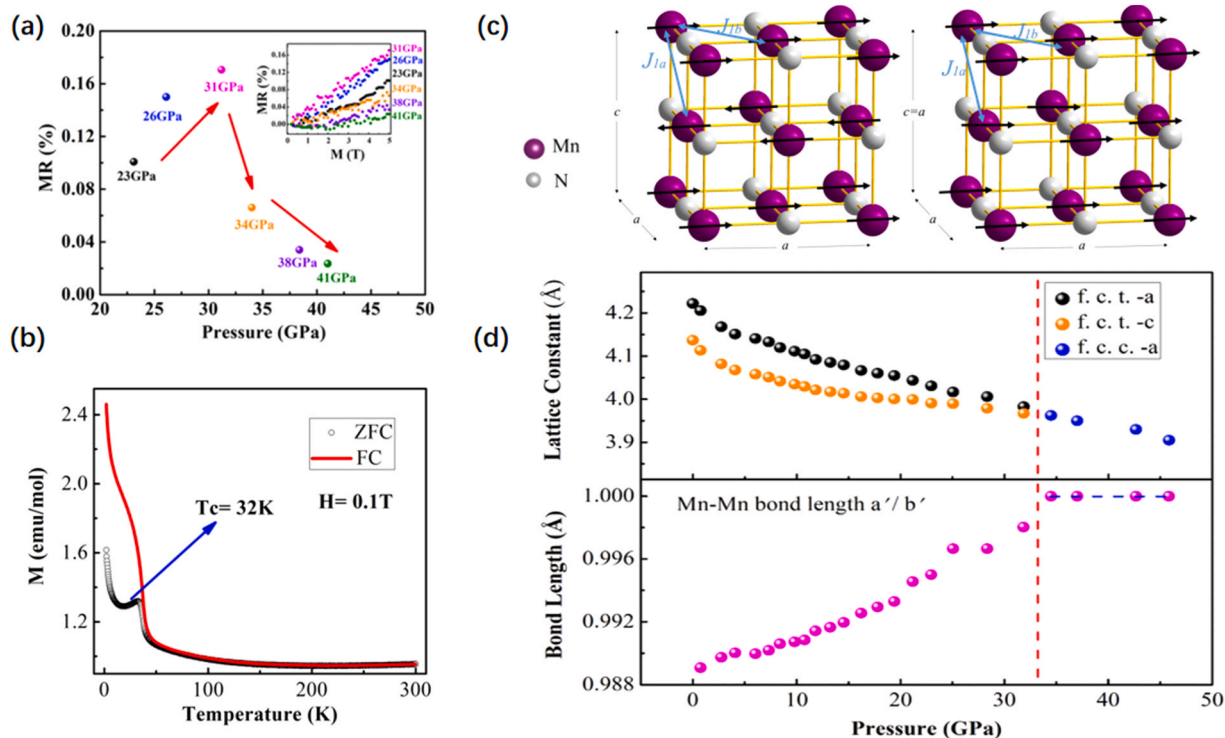 (a)
0.20
0.16
0.12
0.08
0.04
0.00
MR (%)
20 25 30 35 40 45 50
Pressure (GPa)
31GPa
26GPa
23GPa
34GPa
38GPa
41GPa
0.16
0.12
0.08
0.04
0.00
MR (%)
0 1 2 3 4 5
M (T)
31GPa
26GPa
23GPa
34GPa
38GPa
41GPa
(b)
2.4
2.0
1.6
1.2
M (emu/mol)
0 100 200 300
Temperature (K)
ZFC
FC
Tc= 32K
H= 0.1T
(c)
Mn
N
J1b
J1a
c
a
a
J1b
J1a
c=a
a
a
(d)
4.2
4.1
4.0
3.9
Lattice Constant (Å)
f. c. t. -a
f. c. t. -c
f. c. c. -a
1.000
0.996
0.992
0.988
Bond Length (Å)
Mn-Mn bond length a′/ b′
0 10 20 30 40 50
Pressure (GPa)